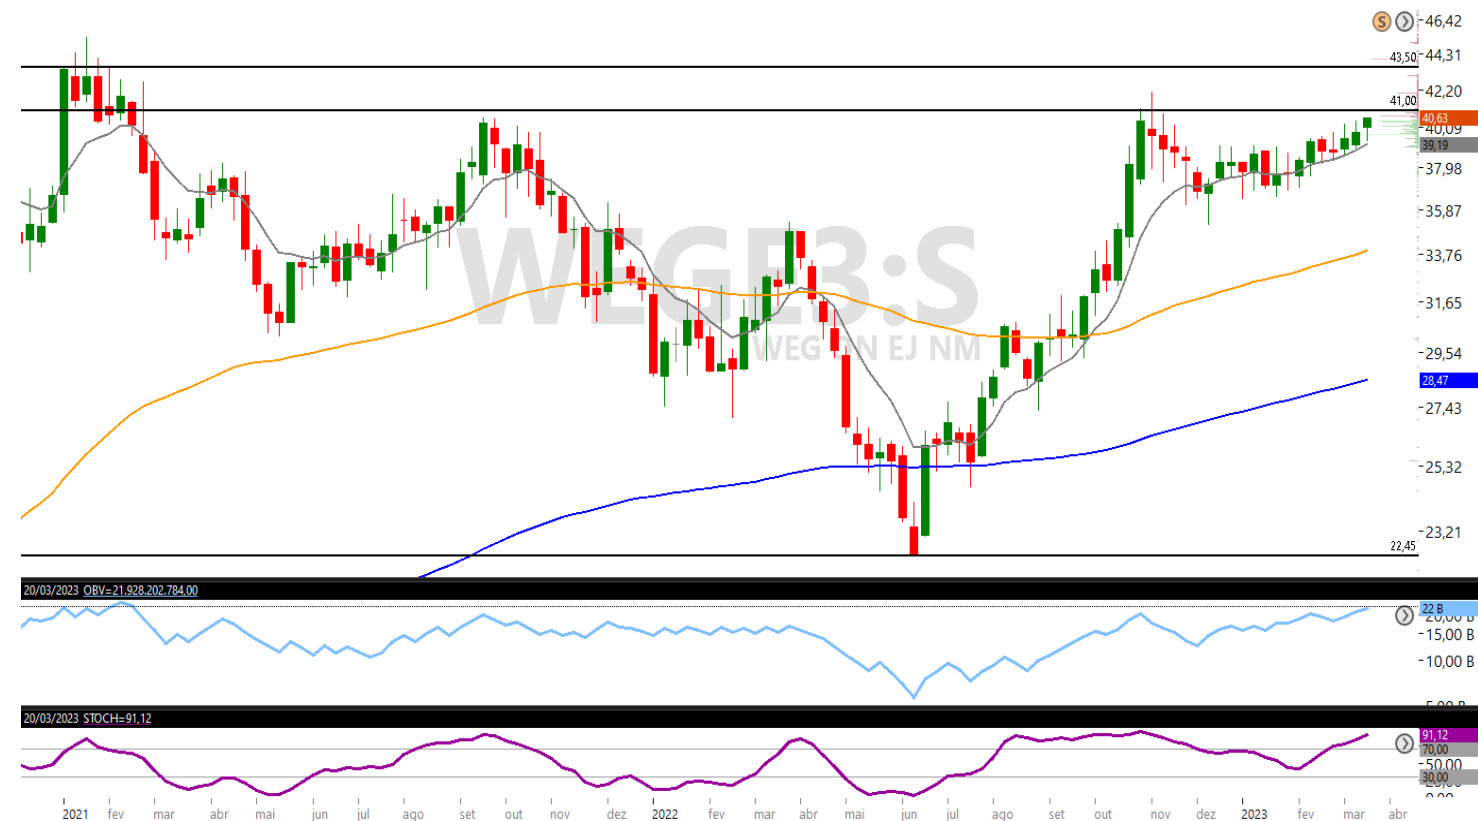 S
46,42
43,50
44,31
42,20
41,00
40,63
40,09
39,19
37,98
35,87
WEGE3:S
33,76
31,65
WEG ON EJ NM
29,54
28,47
27,43
25,32
23,21
22,45
20/03/2023 OBV=21.928.202.784,00
22 B
20,00 B
15,00 B
10,00 B
5,00 B
20/03/2023 STOCH=91,12
91,12
70,00
50,00
30,00
2021 fev mar abr mai jun jul ago set out nov dez 2022 fev mar abr mai jun jul ago set out nov dez 2023 fev mar abr